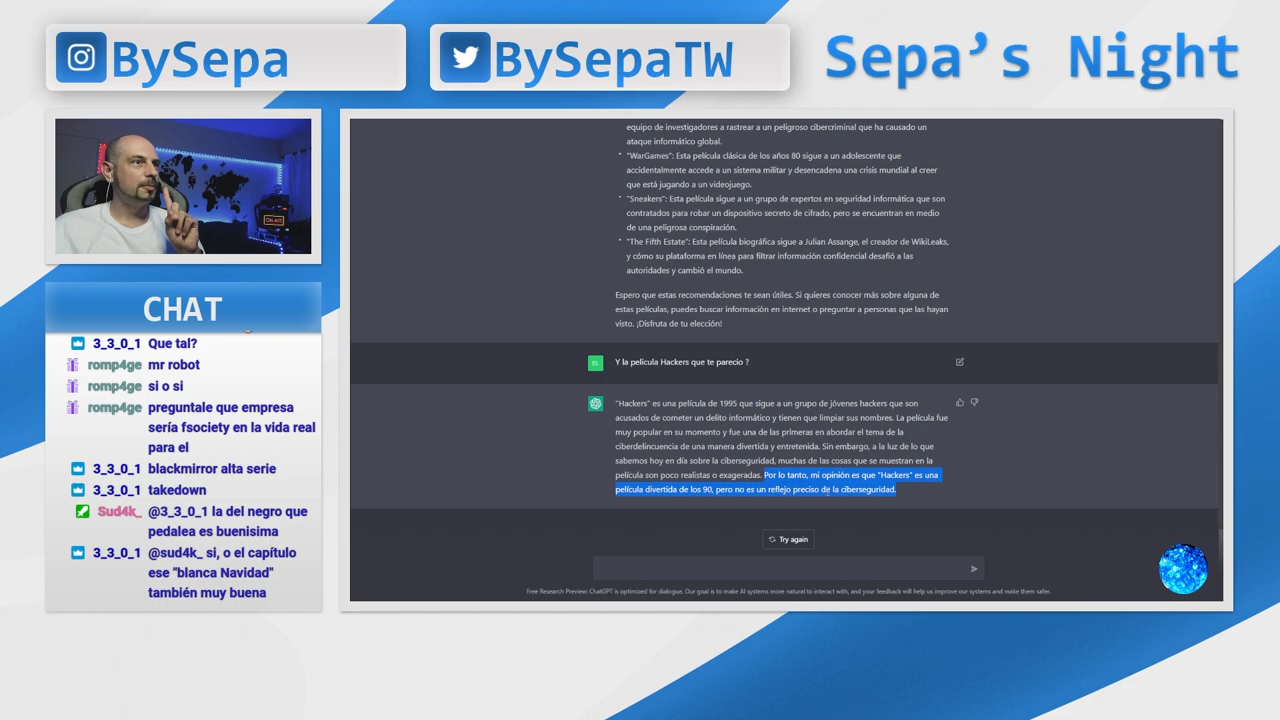 BySepa
BySepaTW
Sepa's Night
ON AIR
CHAT
3_3_0_1 Que tal?
romp4ge mr robot
romp4ge si o si
romp4ge preguntale que empresa
sería fsociety en la vida real
para el
3_3_0_1 blackmirror alta serie
3_3_0_1 takedown
Sud4k_ @3_3_0_1 la del negro que
pedalea es buenisima
3_3_0_1 @sud4k_ si, o el capítulo
ese "blanca Navidad"
también muy buena
equipo de investigadores a rastrear a un peligroso cibercriminal que ha causado un
ataque informático global.
"WarGames": Esta película clásica de los años 80 sigue a un adolescente que
accidentalmente accede a un sistema militar y desencadena una crisis mundial al creer
que está jugando a un videojuego.
"Sneakers": Esta película sigue a un grupo de expertos en seguridad informática que son
contratados para robar un dispositivo secreto de cifrado, pero se encuentran en medio
de una peligrosa conspiración.
"The Fifth Estate": Esta película biográfica sigue a Julian Assange, el creador de WikiLeaks,
y cómo su plataforma en línea para filtrar información confidencial desafió a las
autoridades y cambió el mundo.
Espero que estas recomendaciones te sean útiles. Si quieres conocer más sobre alguna de
estas películas, puedes buscar información en internet o preguntar a personas que las hayan
visto. ¡Disfruta de tu elección!
EL
Y la película Hackers que te parecio ?
"Hackers" es una película de 1995 que sigue a un grupo de jóvenes hackers que son
acusados de cometer un delito informático y tienen que limpiar sus nombres. La película fue
muy popular en su momento y fue una de las primeras en abordar el tema de la
ciberdelincuencia de una manera divertida y entretenida. Sin embargo, a la luz de lo que
sabemos hoy en día sobre la ciberseguridad, muchas de las cosas que se muestran en la
película son poco realistas o exageradas. Por lo tanto, mi opinión es que "Hackers" es una
película divertida de los 90, pero no es un reflejo preciso de la ciberseguridad.
Try again
Free Research Preview: ChatGPT is optimized for dialogue. Our goal is to make AI systems more natural to interact with, and your feedback will help us improve our systems and make them safer.